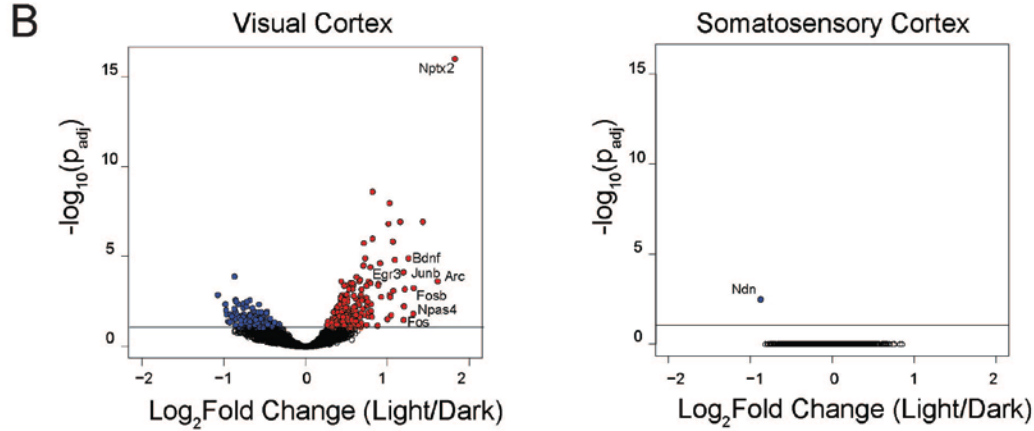 B
Visual Cortex
Somatosensory Cortex
-log10(padj)
15
10
5
0
Nptx2
Bdnf
Egr3
Junb
Arc
Fosb
Npas4
Fos
−2
−1
0
1
2
Log2Fold Change (Light/Dark)
-log10(padj)
15
10
5
0
Ndn
−2
−1
0
1
2
Log2Fold Change (Light/Dark)